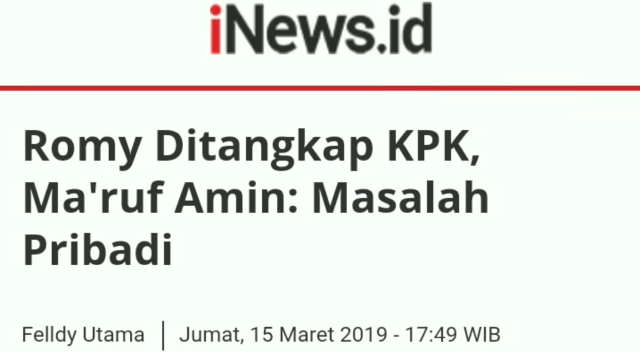 iNews.id
Romy Ditangkap KPK,
Ma'ruf Amin: Masalah
Pribadi
Felldy Utama | Jumat, 15 Maret 2019 - 17:49 WIB